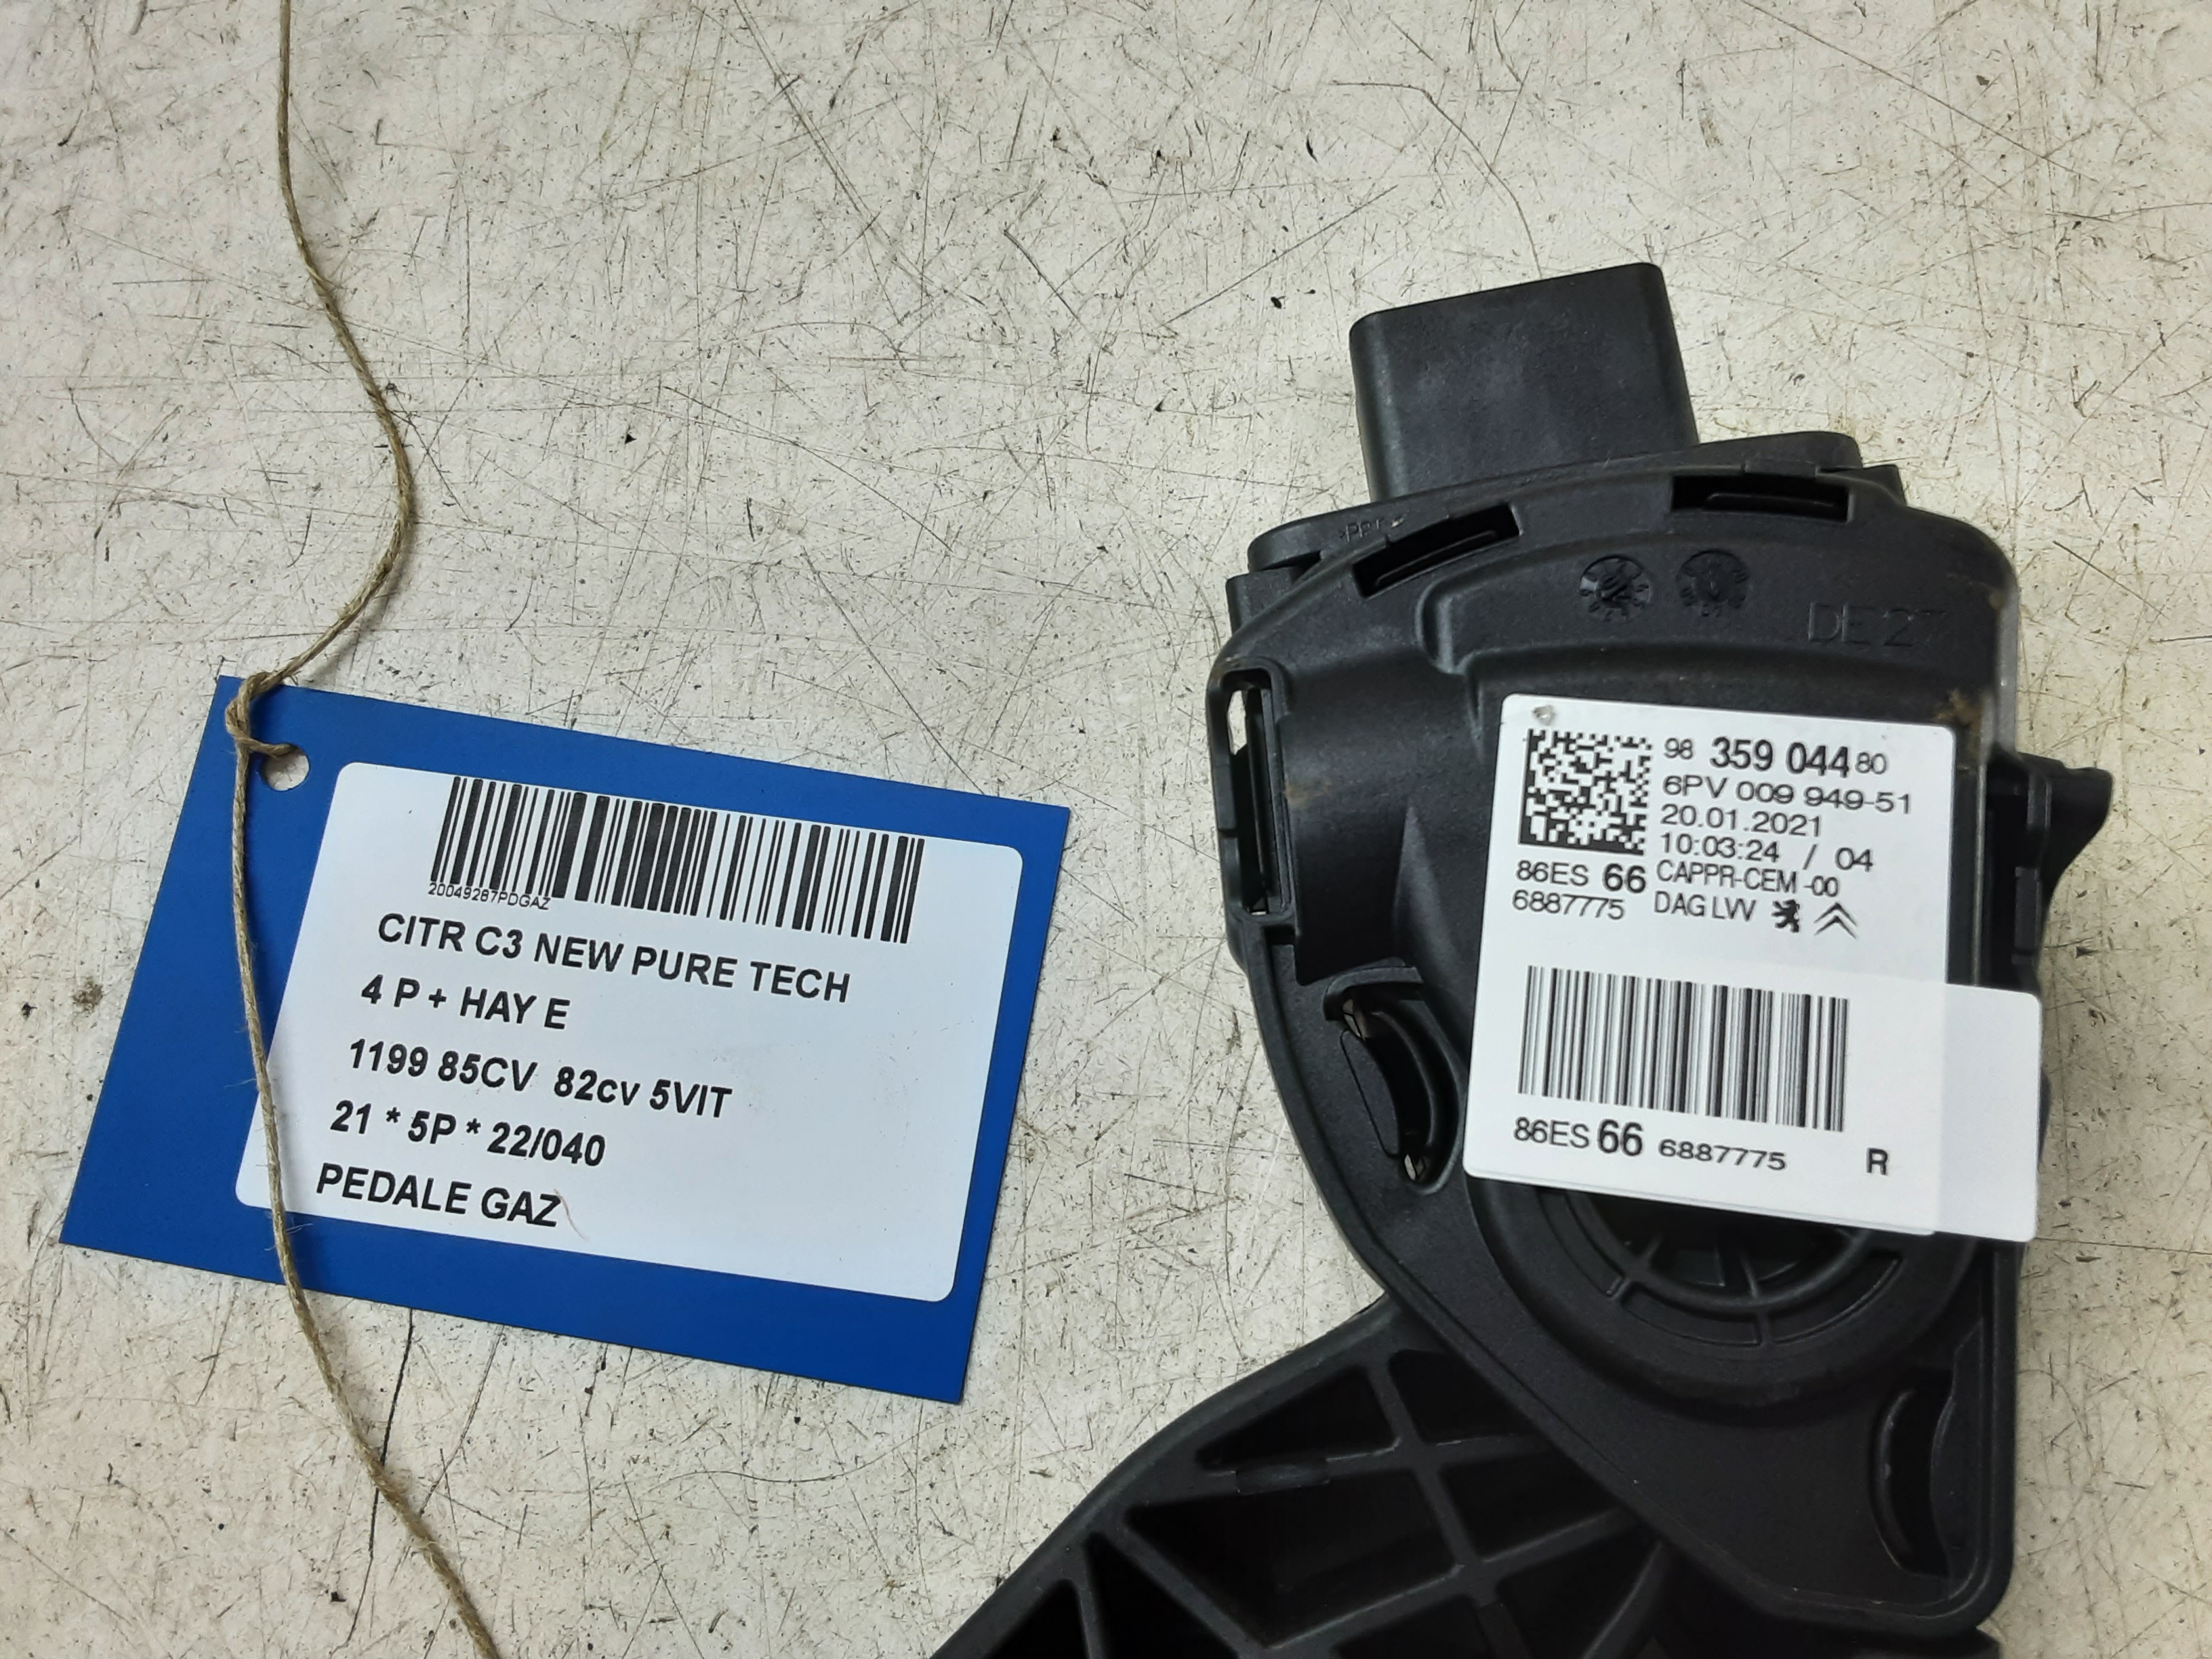 20049287PDGAZ
CITR C3 NEW PURE TECH
4 P + HAY E
1199 85CV 82cv 5VIT
21 * 5P * 22/040
PEDALE GAZ
DE27
98 359 044 80
6PV 009 949-51
20.01.2021
10:03:24 / 04
86ES 66 CAPPR-CEM -00
6887775 DAG LVV
86ES 66 6887775 R